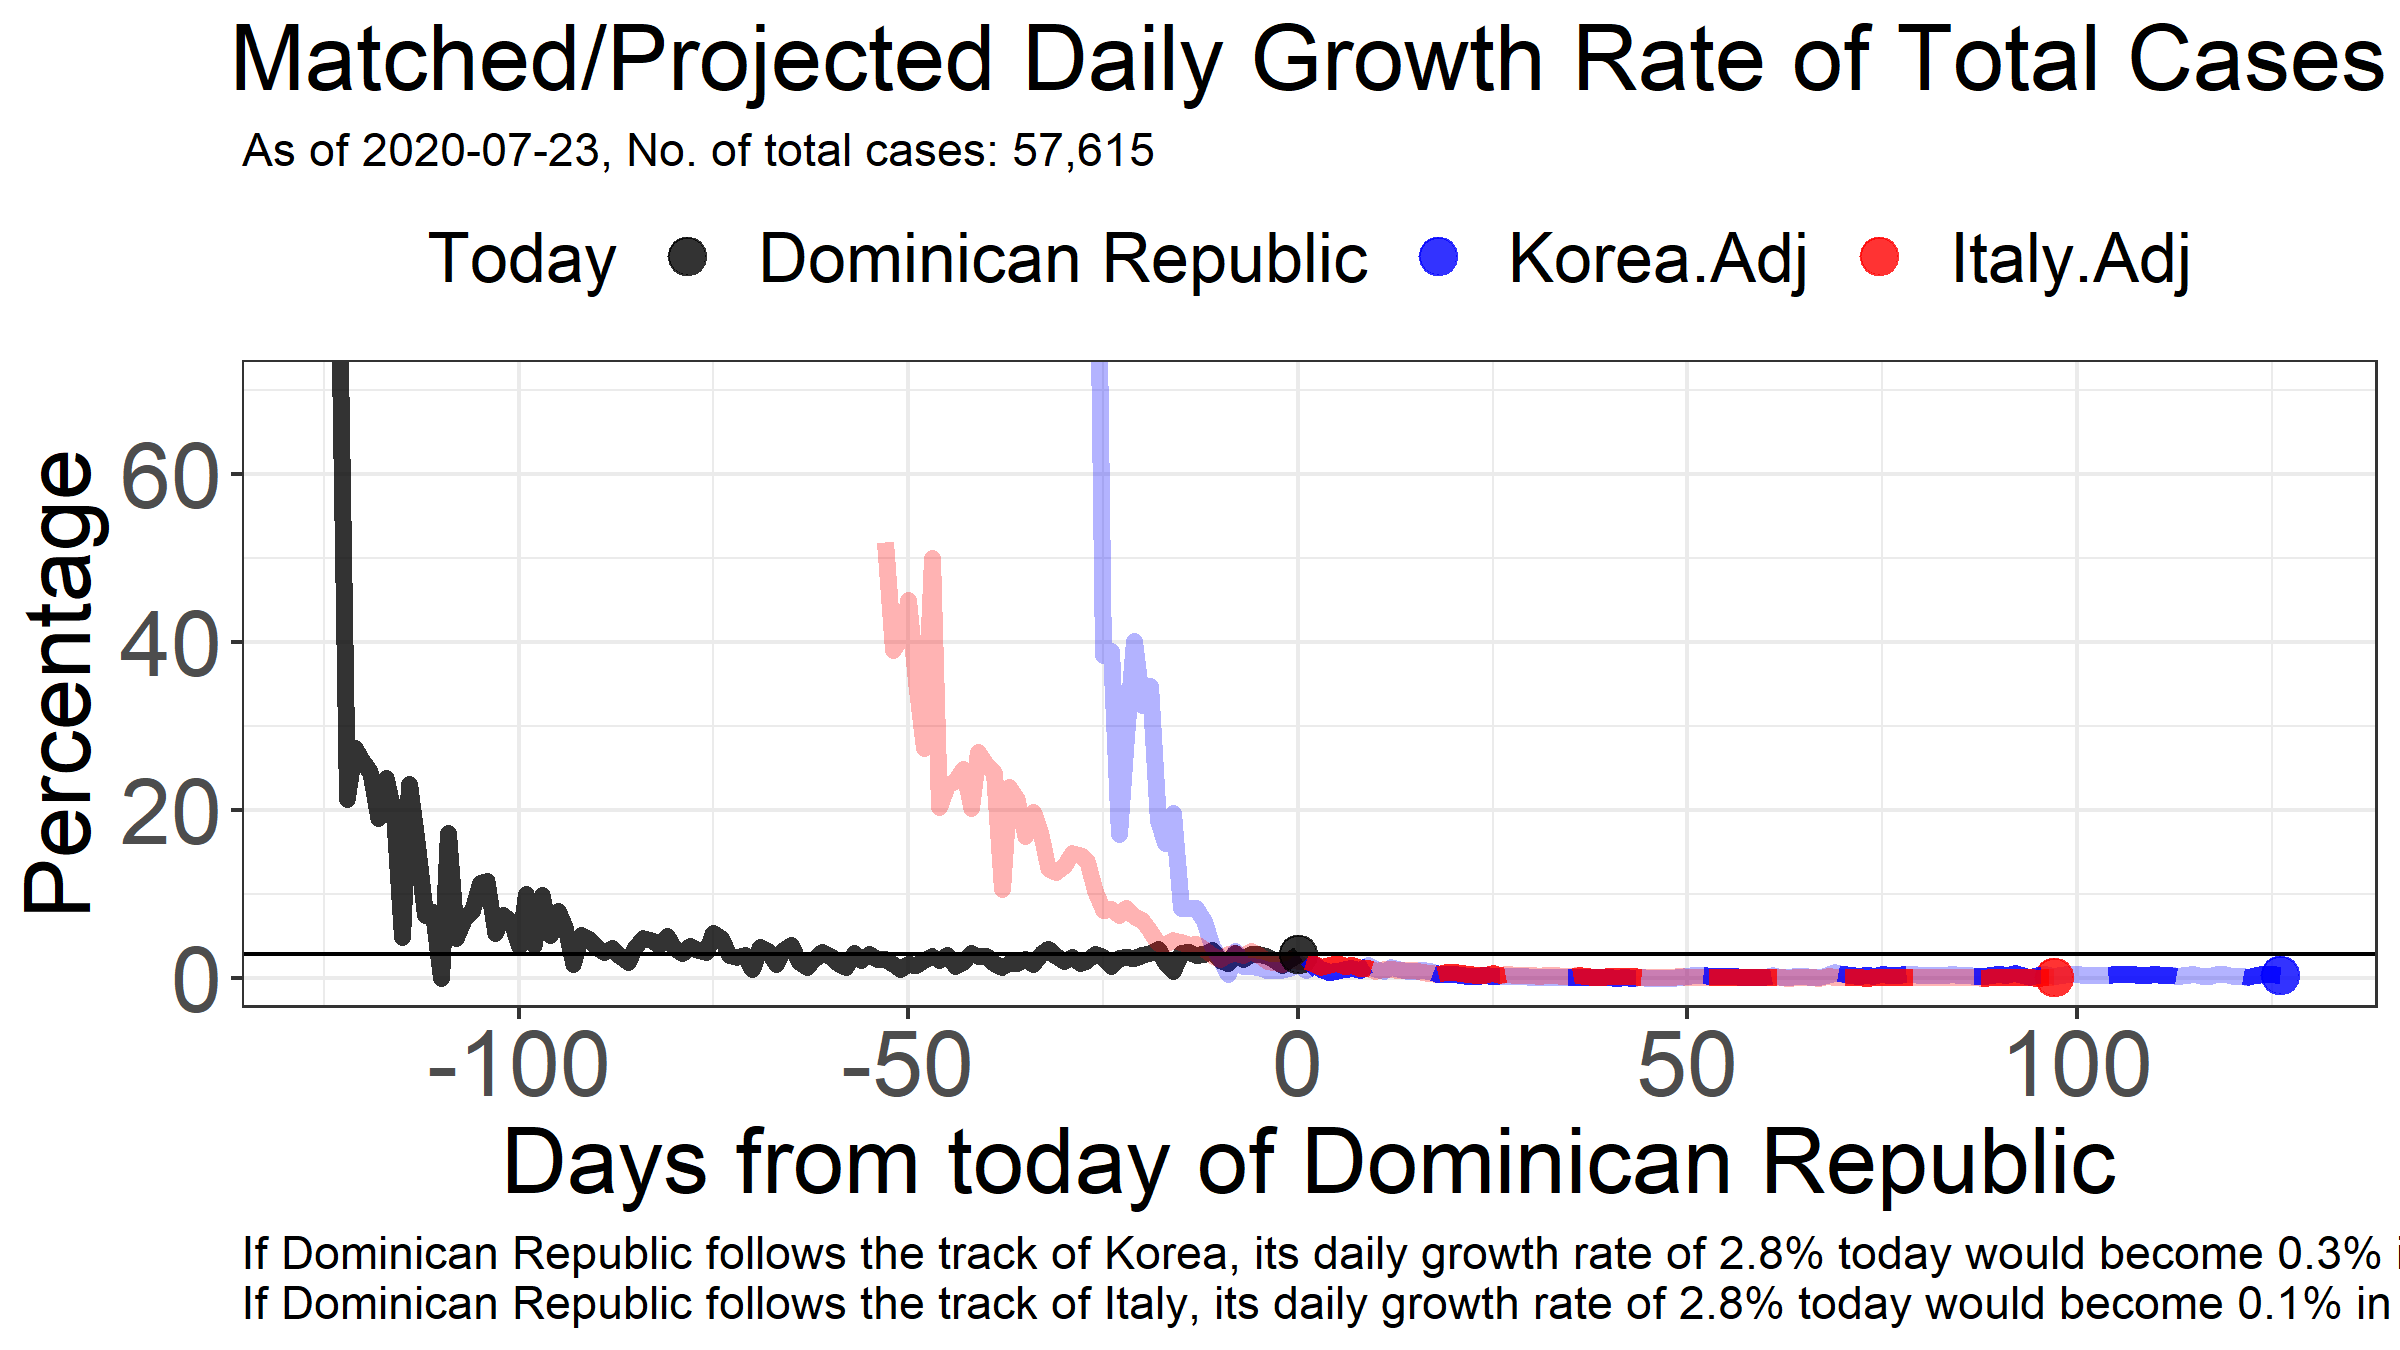 Matched/Projected Daily Growth Rate of Total Cases
As of 2020-07-23, No. of total cases: 57,615
Today Dominican Republic Korea.Adj Italy.Adj
Percentage
60
40
20
0
-100 -50 0 50 100
Days from today of Dominican Republic
If Dominican Republic follows the track of Korea, its daily growth rate of 2.8% today would become 0.3%
If Dominican Republic follows the track of Italy, its daily growth rate of 2.8% today would become 0.1% in